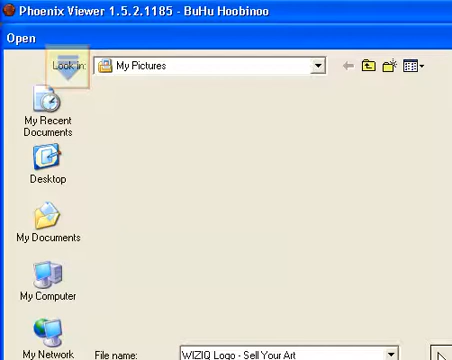 Phoenix Viewer 1.5.2.1185 - BuHu Hoobinoo
Open
Look in:
My Pictures
My Recent
Documents
Desktop
My Documents
My Computer
My Network
File name:
WIZIQ Logo - Sell Your Art